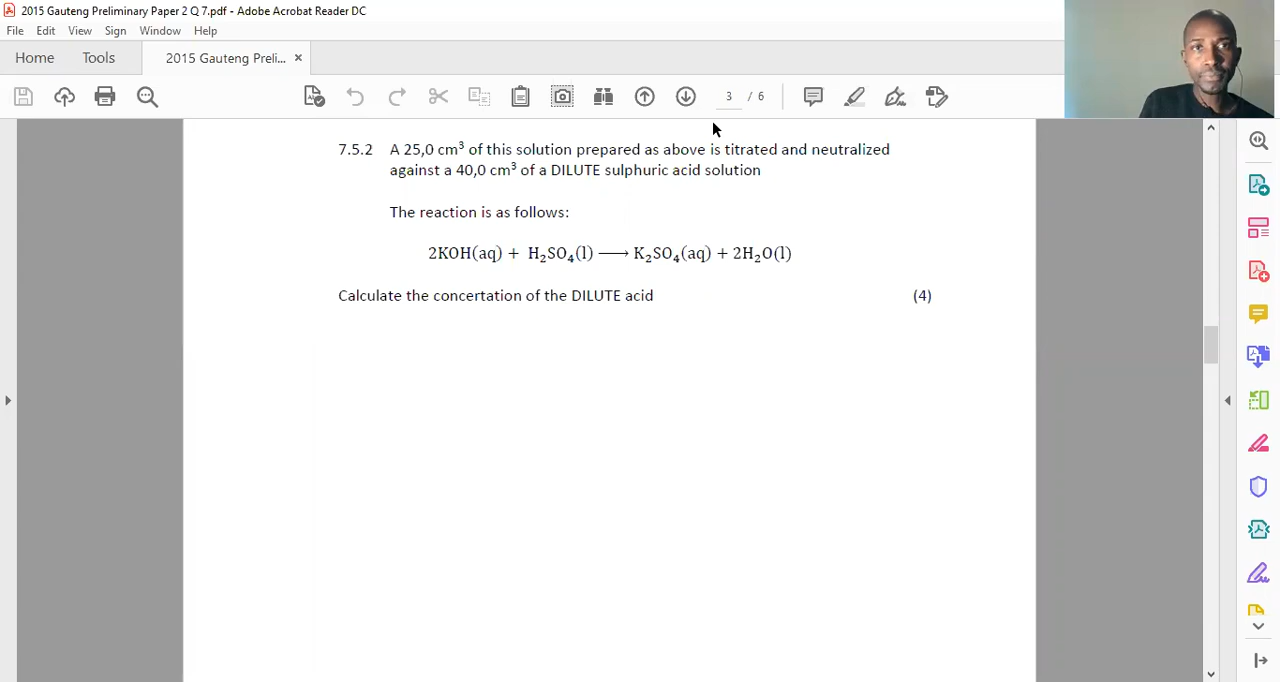 2015 Gauteng Preliminary Paper 2 Q 7.pdf - Adobe Acrobat Reader DC
File Edit View Sign Window Help
Home Tools 2015 Gauteng Preli... ×
3 / 6
7.5.2 A 25,0 cm³ of this solution prepared as above is titrated and neutralized
against a 40,0 cm³ of a DILUTE sulphuric acid solution
The reaction is as follows:
2KOH(aq) + H₂SO₄(l) ⟶ K₂SO₄(aq) + 2H₂O(l)
Calculate the concertation of the DILUTE acid (4)